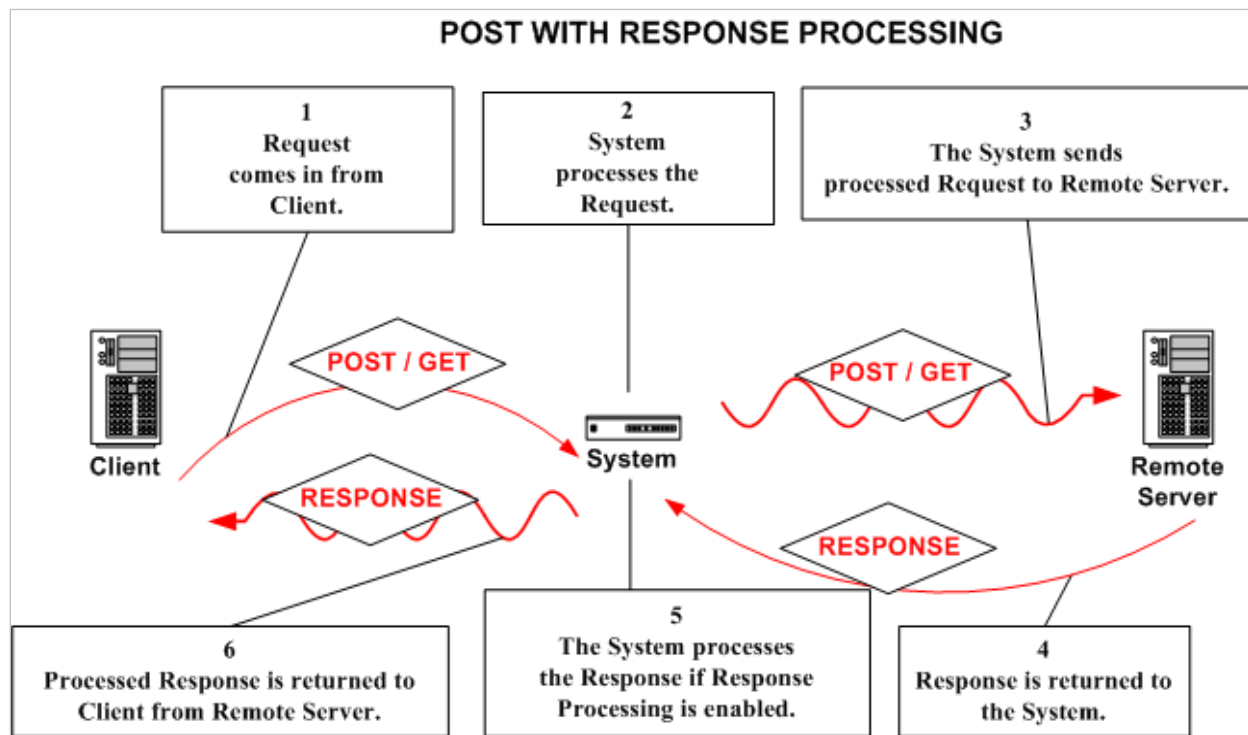 POST WITH RESPONSE PROCESSING
1
Request
comes in from
Client.
2
System
processes the
Request.
3
The System sends
processed Request to Remote Server.
POST / GET
POST / GET
Client
System
Remote
Server
RESPONSE
RESPONSE
6
Processed Response is returned to
Client from Remote Server.
5
The System processes
the Response if Response
Processing is enabled.
4
Response is returned to
the System.